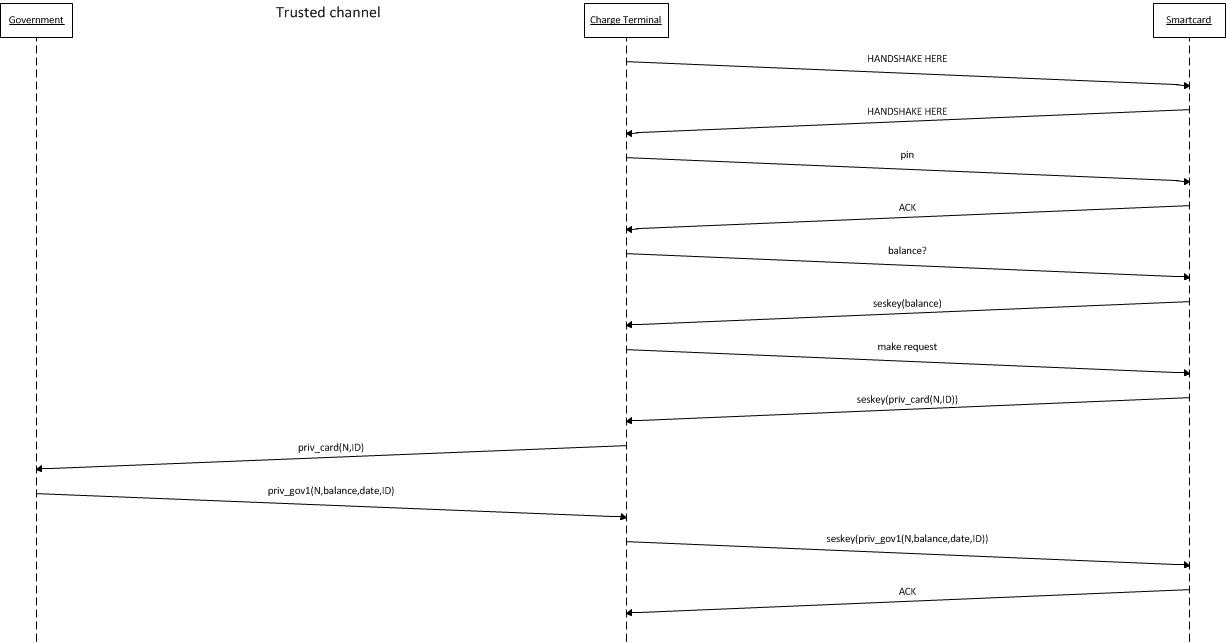 Trusted channel
Government
Charge Terminal
Smartcard
HANDSHAKE HERE
HANDSHAKE HERE
pin
ACK
balance?
seskey(balance)
make request
seskey(priv_card(N,ID))
priv_card(N,ID)
priv_gov1(N,balance,date,ID)
seskey(priv_gov1(N,balance,date,ID))
ACK